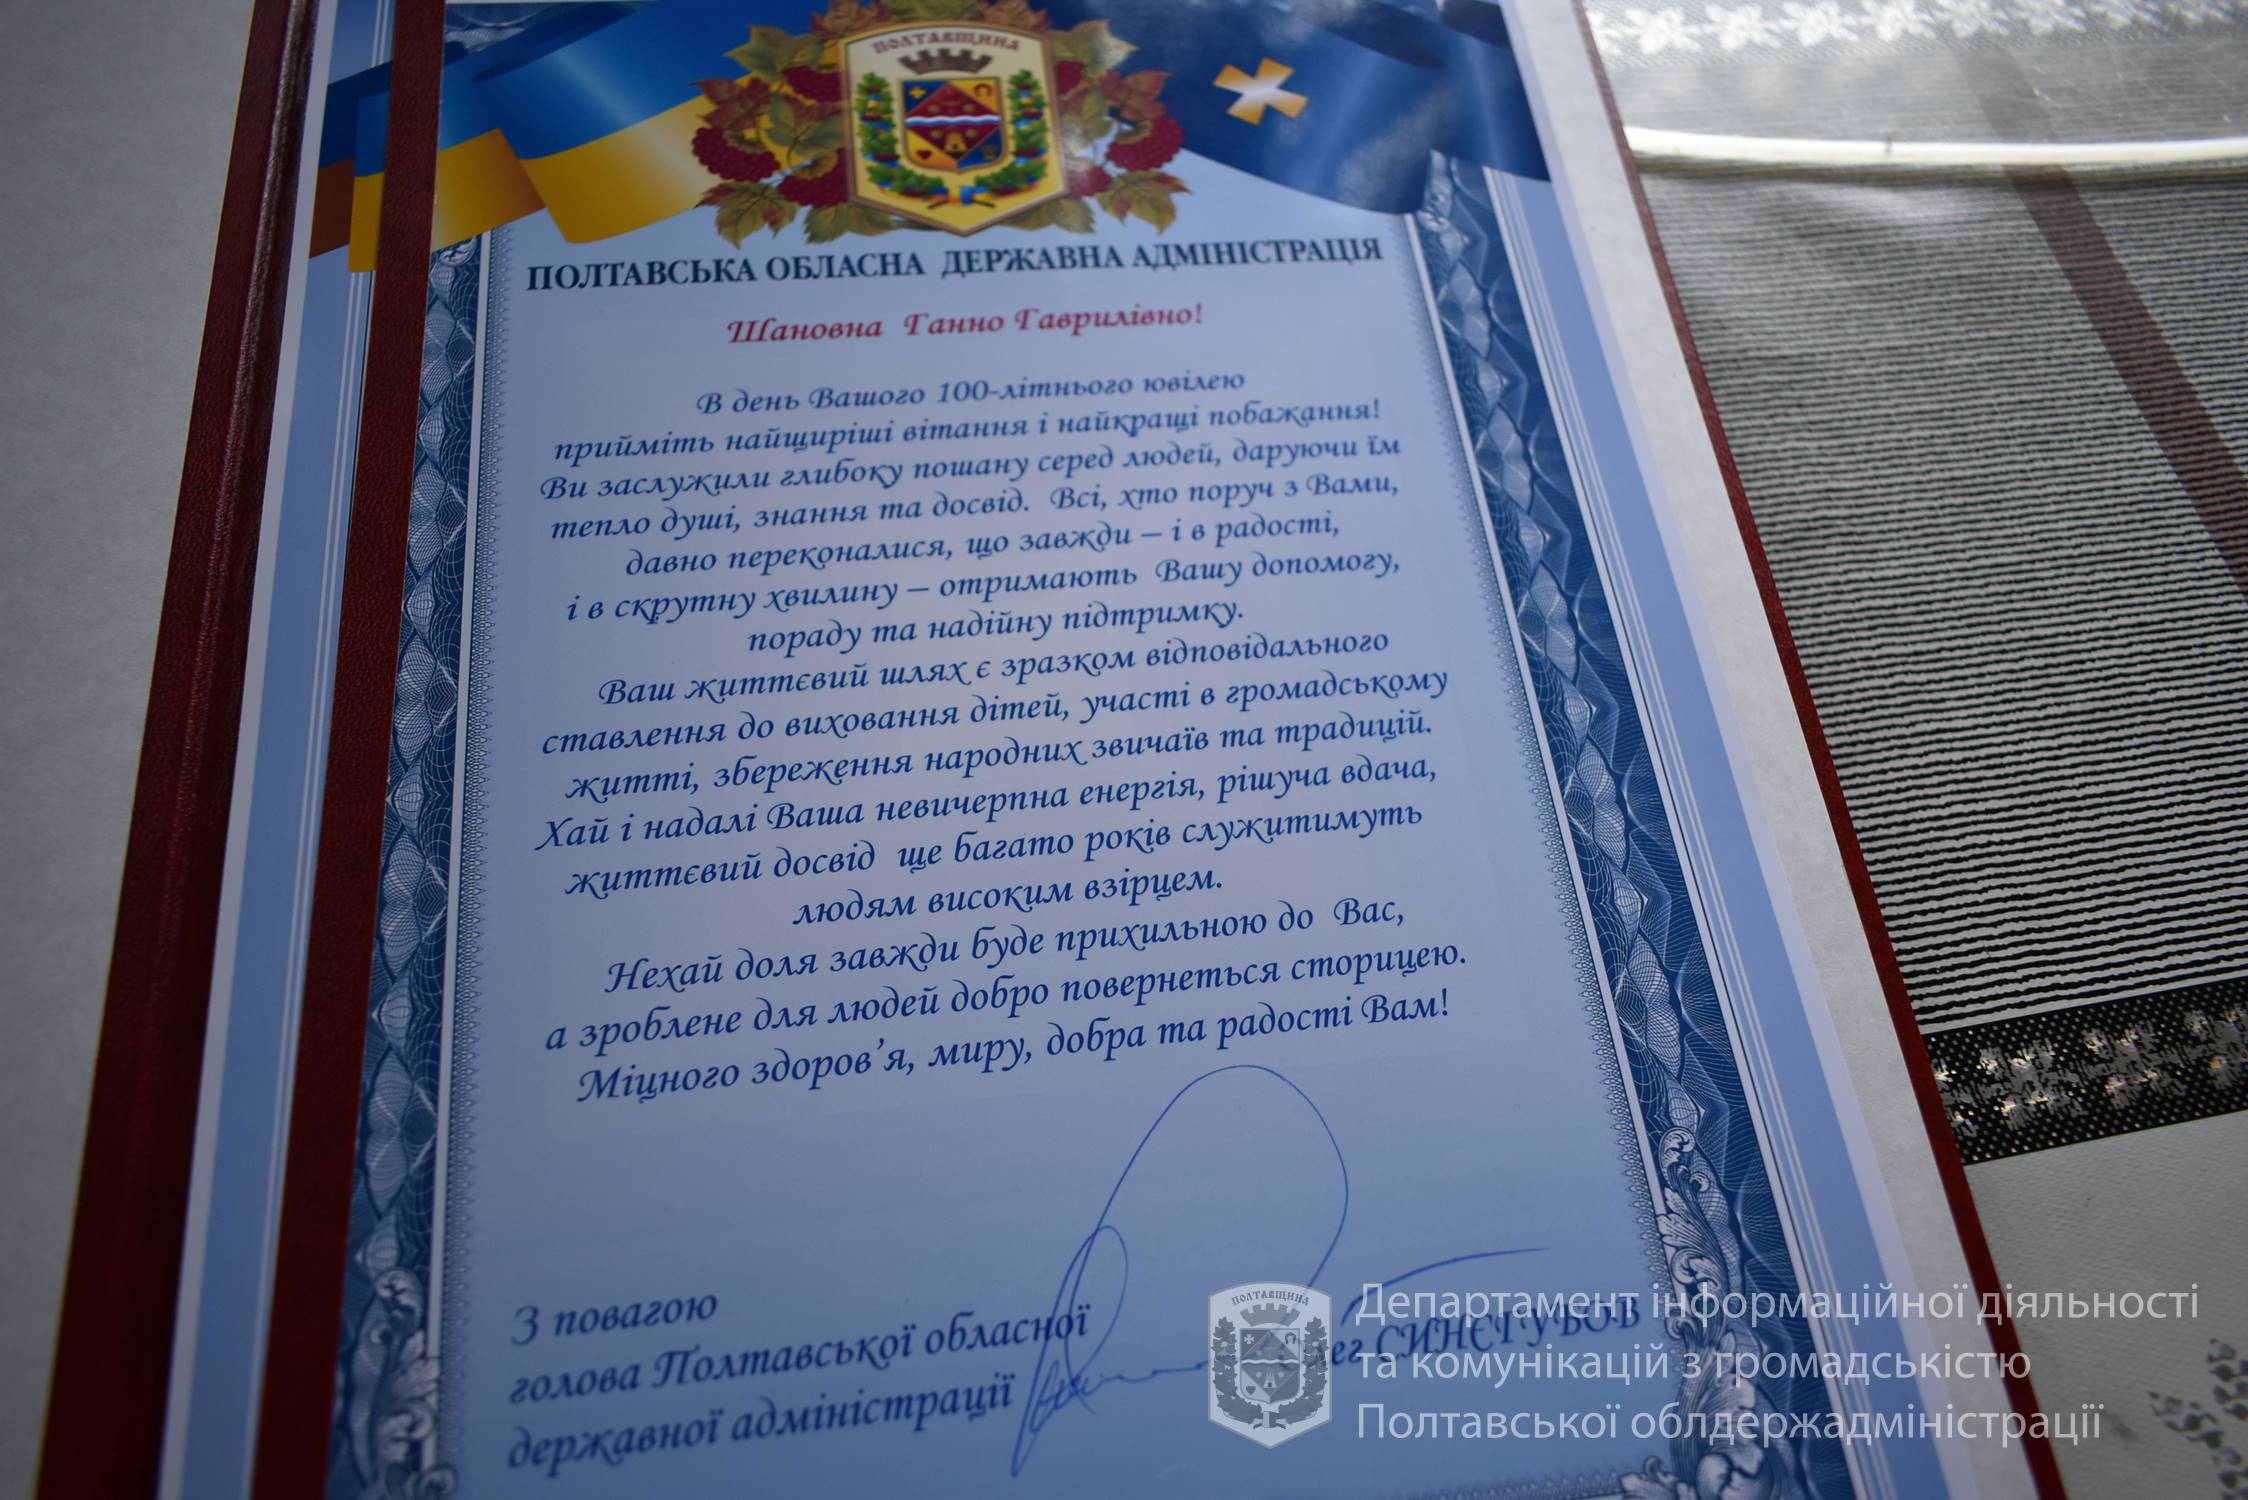 ПОЛТАВЩИНА
ПОЛТАВСЬКА ОБЛАСНА ДЕРЖАВНА АДМІНІСТРАЦІЯ
Шановна Ганно Гаврилівно!
В день Вашого 100-літнього ювілею
прийміть найщиріші вітання і найкращі побажання!
Ви заслужили глибоку пошану серед людей, даруючи їм
тепло душі, знання та досвід. Всі, хто поруч з Вами,
давно переконалися, що завжди – і в радості,
і в скрутну хвилину – отримають Вашу допомогу,
пораду та надійну підтримку.
Ваш життєвий шлях є зразком відповідального
ставлення до виховання дітей, участі в громадському
житті, збереження народних звичаїв та традицій.
Хай і надалі Ваша невичерпна енергія, рішуча вдача,
життєвий досвід ще багато років служитимуть
людям високим взірцем.
Нехай доля завжди буде прихильною до Вас,
а зроблене для людей добро повернеться сторицею.
Міцного здоров’я, миру, добра та радості Вам!
З повагою
голова Полтавської обласної
державної адміністрації
СИНЄГУБОВ
ПОЛТАВЩИНА
Департамент інформаційної діяльності
та комунікацій з громадськістю
Полтавської облдержадміністрації